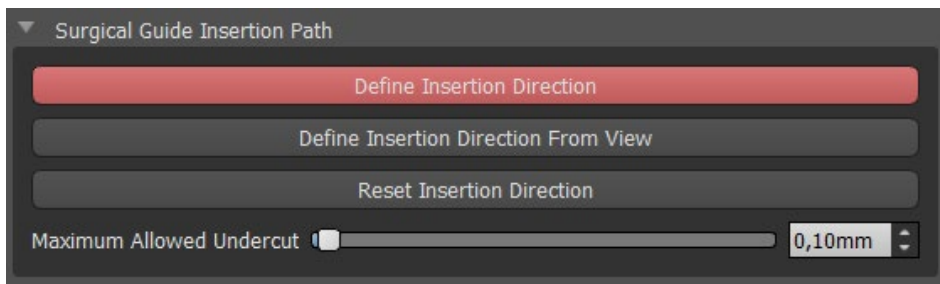 Surgical Guide Insertion Path
Define Insertion Direction
Define Insertion Direction From View
Reset Insertion Direction
Maximum Allowed Undercut 0,10mm